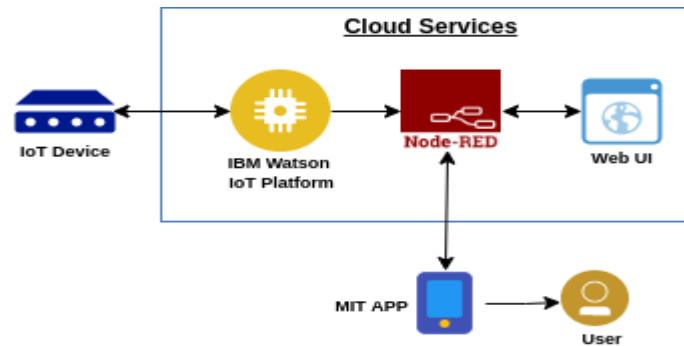 Cloud Services
IoT Device
IBM Watson
IoT Platform
Node-RED
Web UI
MIT APP
User